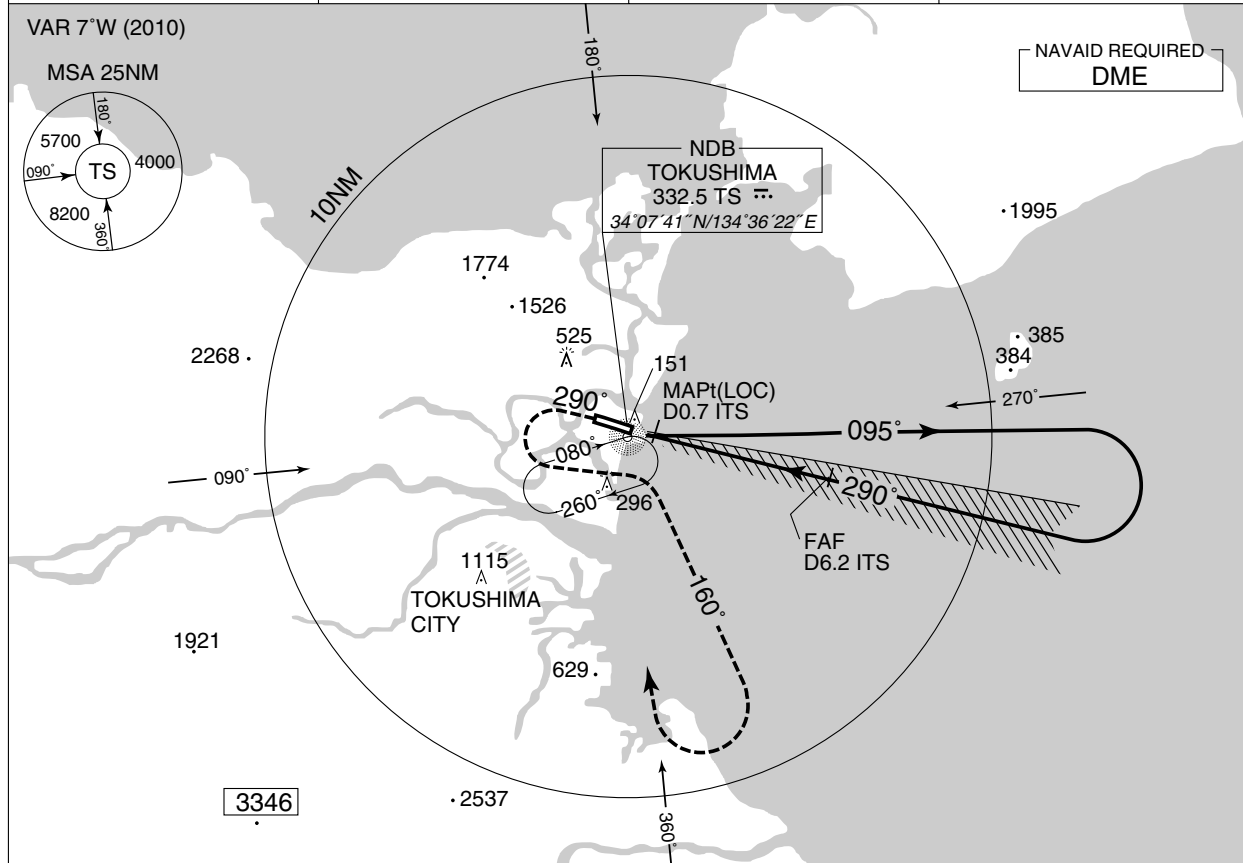 VAR 7°W (2010)
MSA 25NM
180°
5700
4000
090°
TS
8200
360°
10NM
180°
NAVAID REQUIRED
DME
NDB
TOKUSHIMA
332.5 TS
34°07´41˝N/134°36´22˝E
1995
1774
1526
525
2268
385
384
151
MAPt(LOC)
D0.7 ITS
290°
270°
095°
080°
090°
260°
296
290°
FAF
D6.2 ITS
1115
TOKUSHIMA
CITY
160°
1921
629
3346
2537
360°